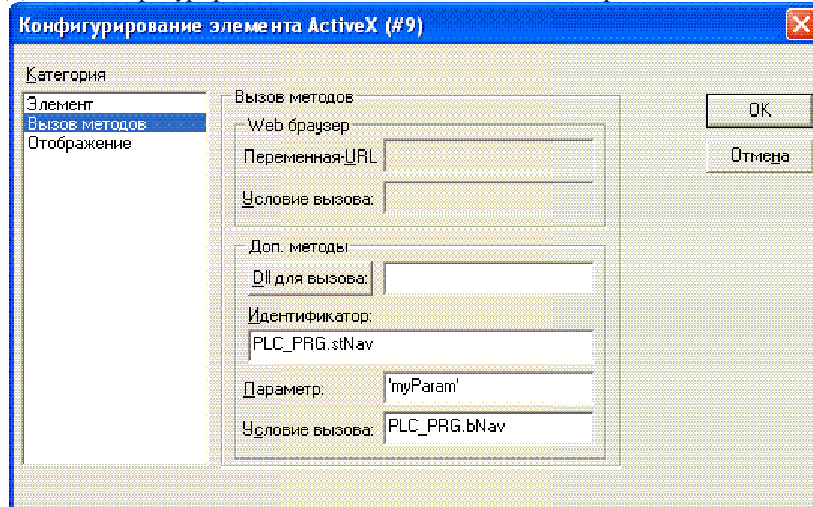 Конфигурирование элемента ActiveX (#9)
Категория
Элемент
Вызов методов
Отображение
Вызов методов
Web браузер
Переменная-URL
Условие вызова:
Доп. методы
Dll для вызова:
Идентификатор:
PLC_PRG.stNav
Параметр: 'myParam'
Условие вызова: PLC_PRG.bNav
OK
Отмена